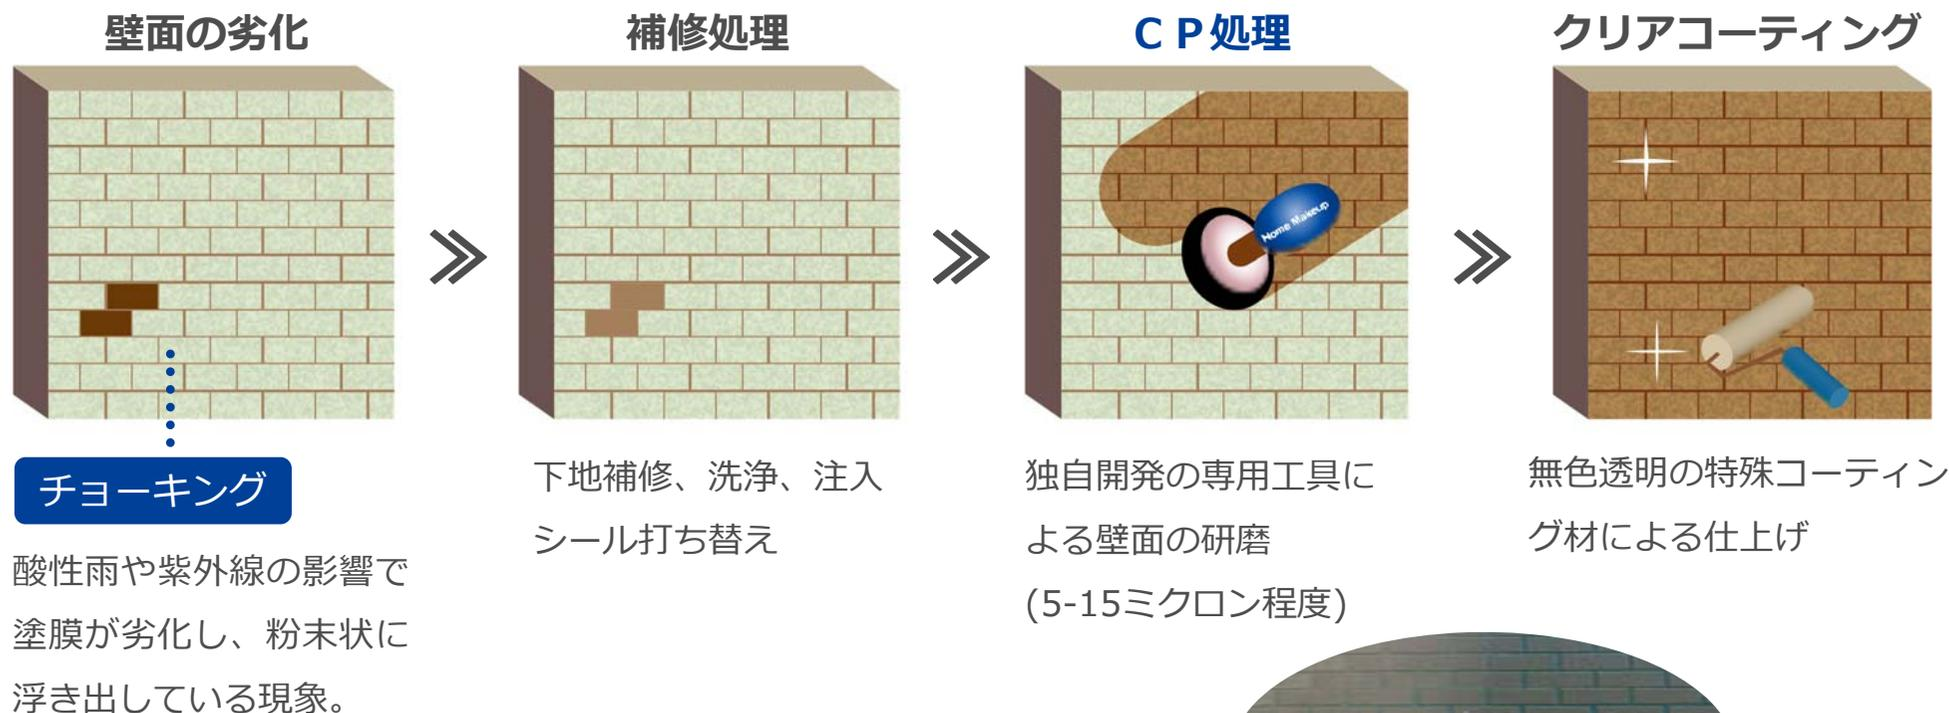 壁面の劣化
チョーキング
酸性雨や紫外線の影響で
塗膜が劣化し、粉末状に
浮き出している現象。
補修処理
下地補修、洗浄、注入
シール打ち替え
ＣＰ処理
Home Makeup
独自開発の専用工具に
よる壁面の研磨
(5-15ミクロン程度)
クリアコーティング
無色透明の特殊コーティン
グ材による仕上げ